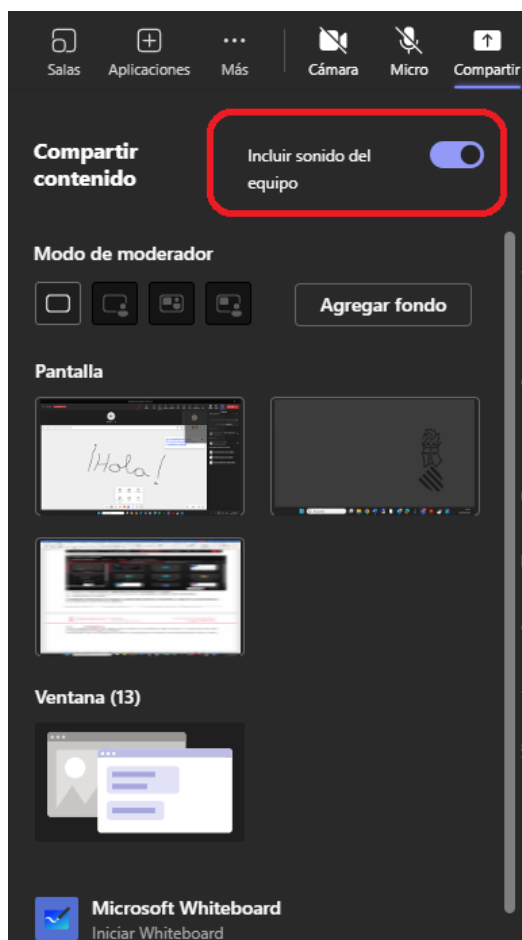 Salas Aplicaciones Más Cámara Micro Compartir
Compartir
contenido
Incluir sonido del
equipo
Modo de moderador
Agregar fondo
Pantalla
¡Hola!
Ventana (13)
Microsoft Whiteboard
Iniciar Whiteboard